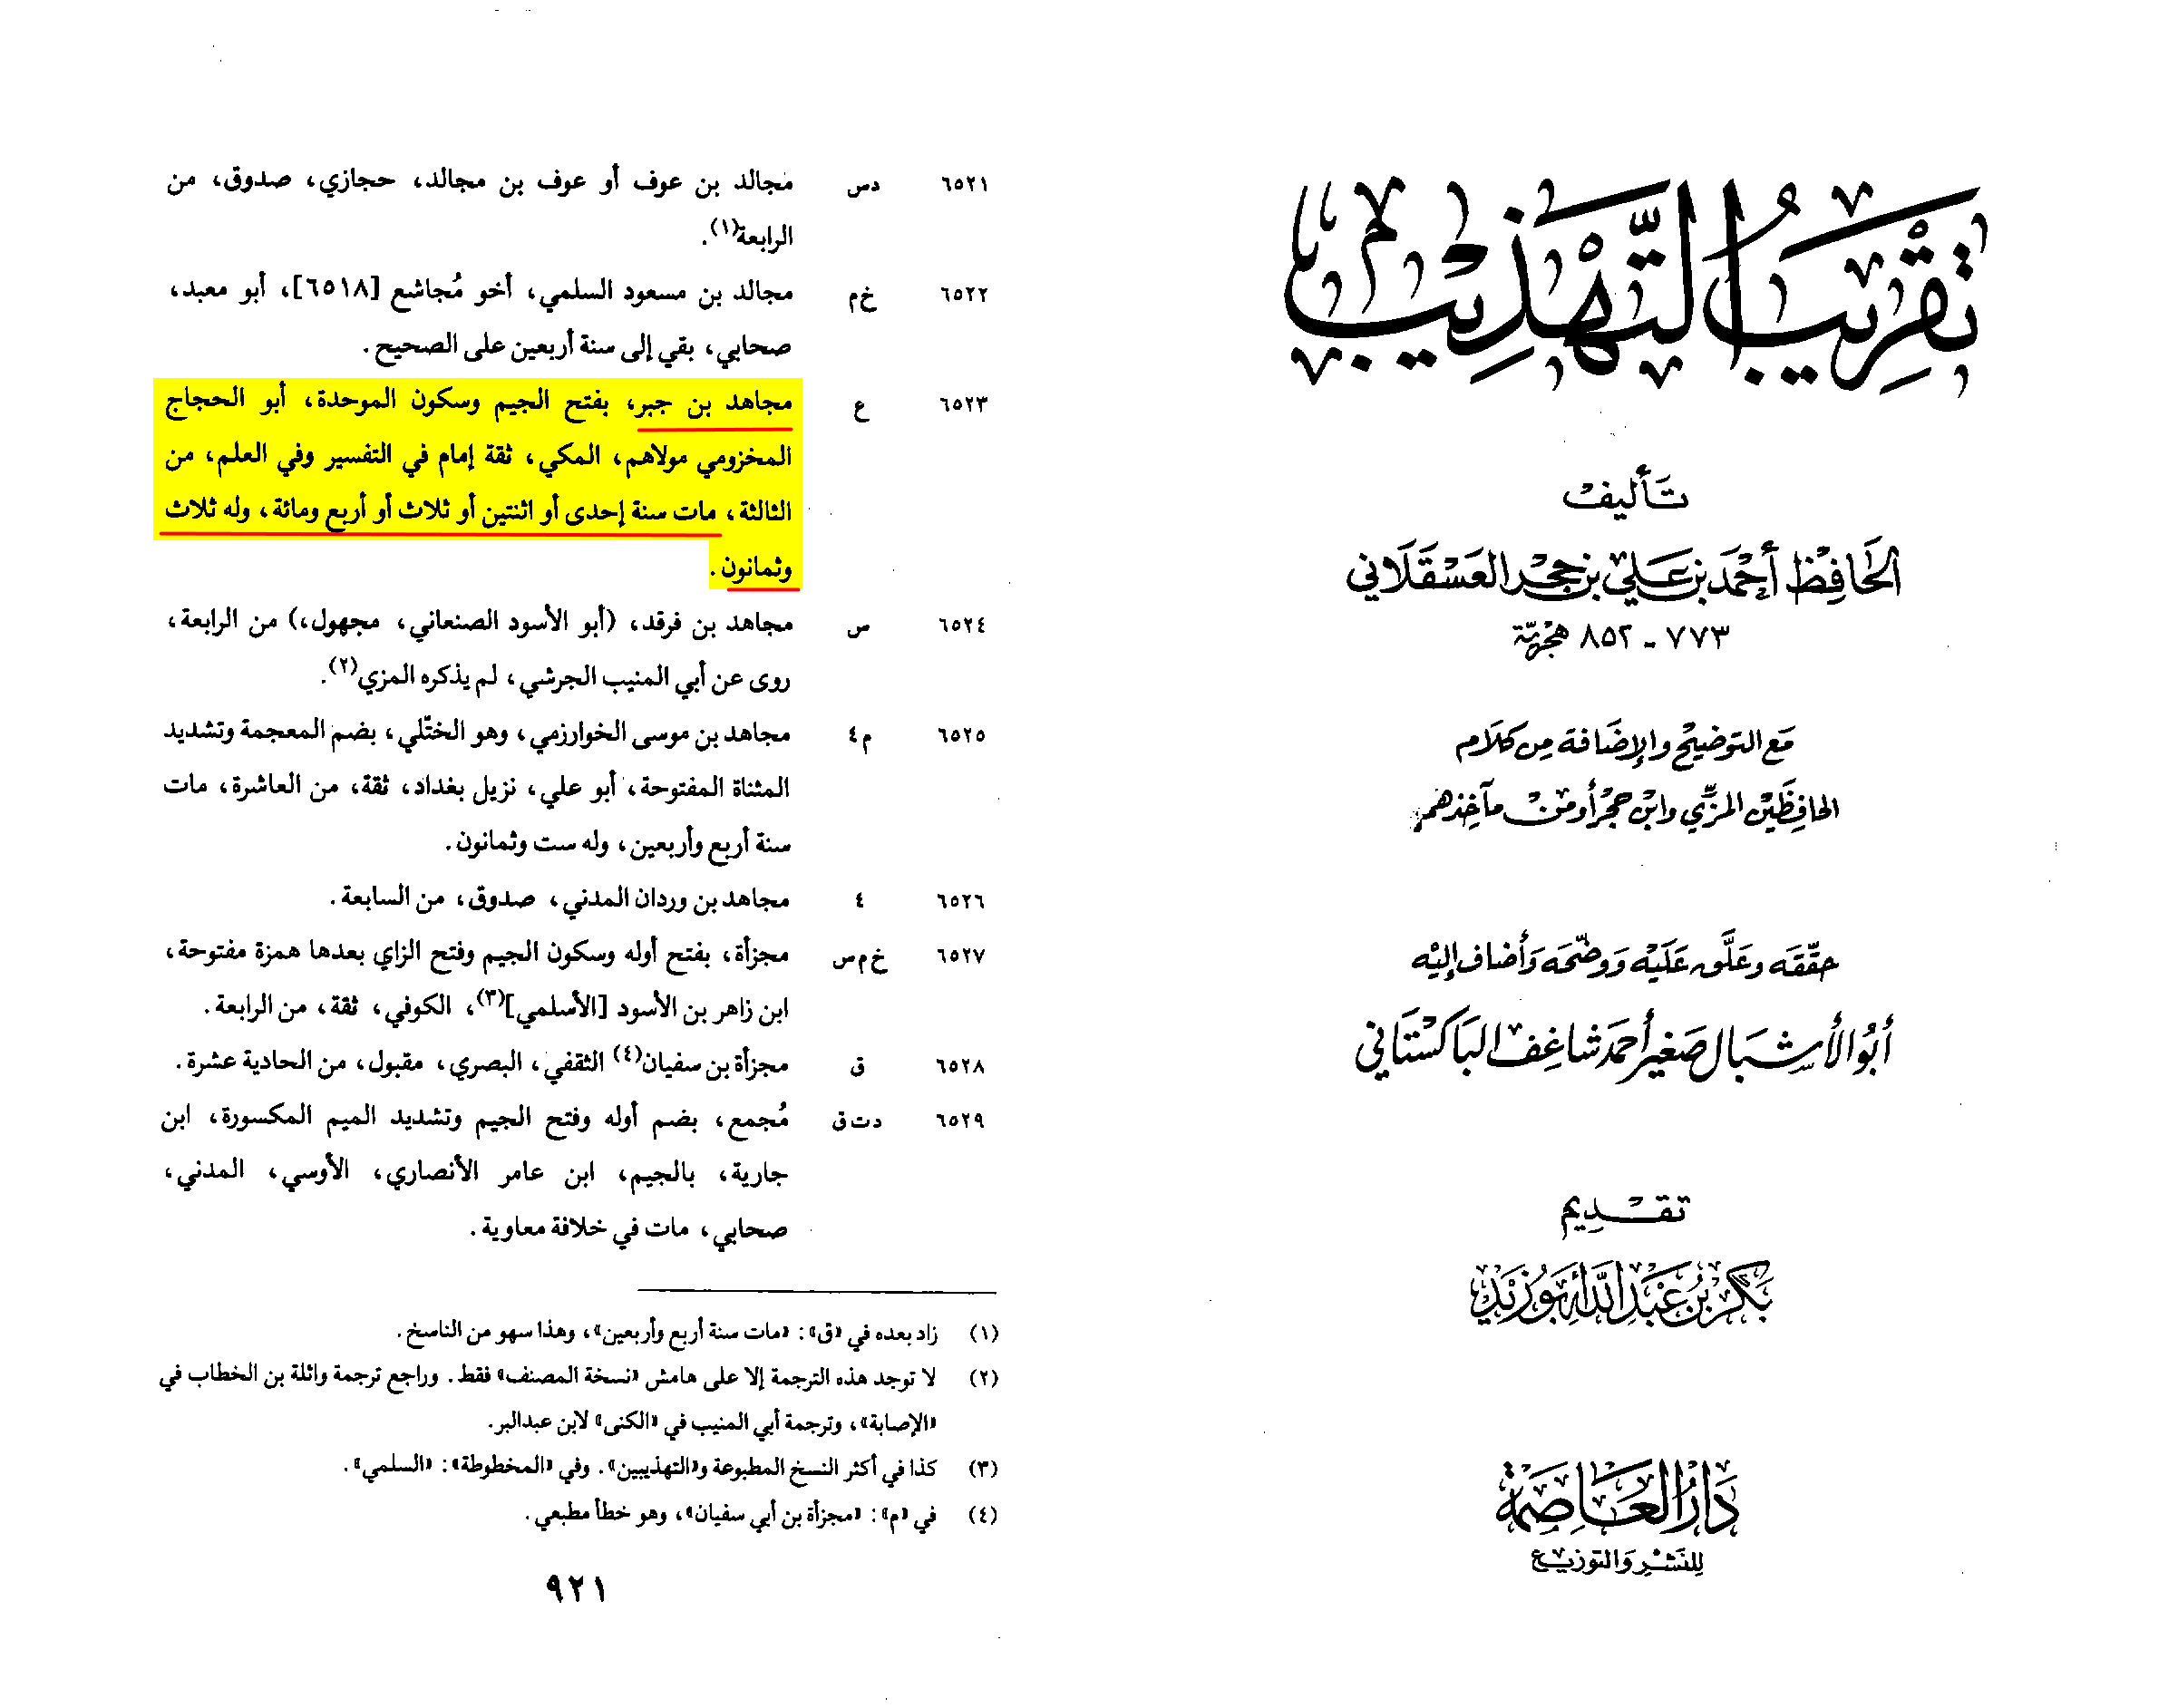 تقريب التهذيب
تأليف
الحافظ أحمد بن علي بن حجر العسقلاني
٧٧٣ - ٨٥٢ هجرية
مع التوضيح والإضافة من كلام
الحافظين المزي وابن حجر أو من مآخذهم
حققه وعلق عليه ووضحه وأضاف إليه
أبو الأشبال صغير أحمد شاغف الباكستاني
تقديم
بكر بن عبد الله أبو زيد
دار العاصمة
للنشر والتوزيع
٦٥٢١ دس مجالد بن عوف أو عوف بن مجالد، حجازي، صدوق، من
الرابعة(١).
٦٥٢٢ خ م مجالد بن مسعود السلمي، أخو مُجاشع [٦٥١٨]، أبو معبد،
صحابي، بقي إلى سنة أربعين على الصحيح.
٦٥٢٣ ع مجاهد بن جبر، بفتح الجيم وسكون الموحدة، أبو الحجاج
المخزومي مولاهم، المكي، ثقة إمام في التفسير وفي العلم، من
الثالثة، مات سنة إحدى أو اثنتين أو ثلاث أو أربع ومائة، وله ثلاث
وثمانون.
٦٥٢٤ س مجاهد بن فرقد، (أبو الأسود الصنعاني، مجهول،) من الرابعة،
روى عن أبي المنيب الجرشي، لم يذكره المزي(٢).
٦٥٢٥ م٤ مجاهد بن موسى الخوارزمي، وهو الختّلي، بضم المعجمة وتشديد
المثناة المفتوحة، أبو علي، نزيل بغداد، ثقة، من العاشرة، مات
سنة أربع وأربعين، وله ست وثمانون.
٦٥٢٦ ٤ مجاهد بن وردان المدني، صدوق، من السابعة.
٦٥٢٧ خ م س مجزأة، بفتح أوله وسكون الجيم وفتح الزاي بعدها همزة مفتوحة،
ابن زاهر بن الأسود [الأسلمي](٣)، الكوفي، ثقة، من الرابعة.
٦٥٢٨ ق مجزأة بن سفيان(٤) الثقفي، البصري، مقبول، من الحادية عشرة.
٦٥٢٩ د ت ق مُجمع، بضم أوله وفتح الجيم وتشديد الميم المكسورة، ابن
جارية، بالجيم، ابن عامر الأنصاري، الأوسي، المدني،
صحابي، مات في خلافة معاوية.
(١) زاد بعده في «ق»: «مات سنة أربع وأربعين»، وهذا سهو من الناسخ.
(٢) لا توجد هذه الترجمة إلا على هامش «نسخة المصنف» فقط. وراجع ترجمة واثلة بن الخطاب في
«الإصابة»، وترجمة أبي المنيب في «الكنى» لابن عبدالبر.
(٣) كذا في أكثر النسخ المطبوعة و«التهذيبين». وفي «المخطوطة»: «السلمي».
(٤) في «م»: «مجزأة بن أبي سفيان»، وهو خطأ مطبعي.
٩٢١